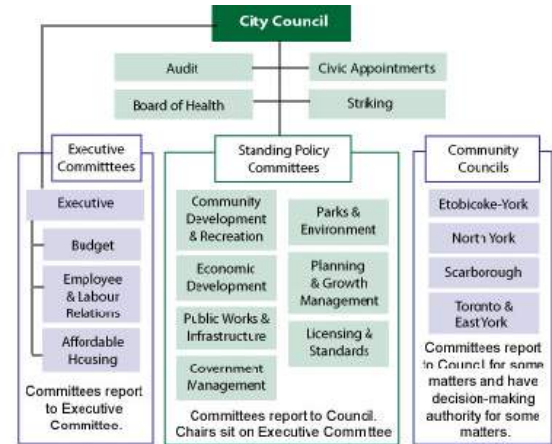 City Council
Audit
Civic Appointments
Board of Health
Striking
Executive
Committtees
Executive
Budget
Employee
& Labour
Relations
Affordable
Housing
Committees report
to Executive
Committee.
Standing Policy
Committees
Community
Development
& Recreation
Economic
Development
Public Works &
Infrastructure
Government
Management
Parks &
Environment
Planning
& Growth
Management
Licensing &
Standards
Committees report to Council.
Chairs sit on Executive Committee
Community
Councils
Etobicoke-York
North York
Scarborough
Toronto &
East York
Committees report
to Council for some
matters and have
decision-making
authority for some
matters.